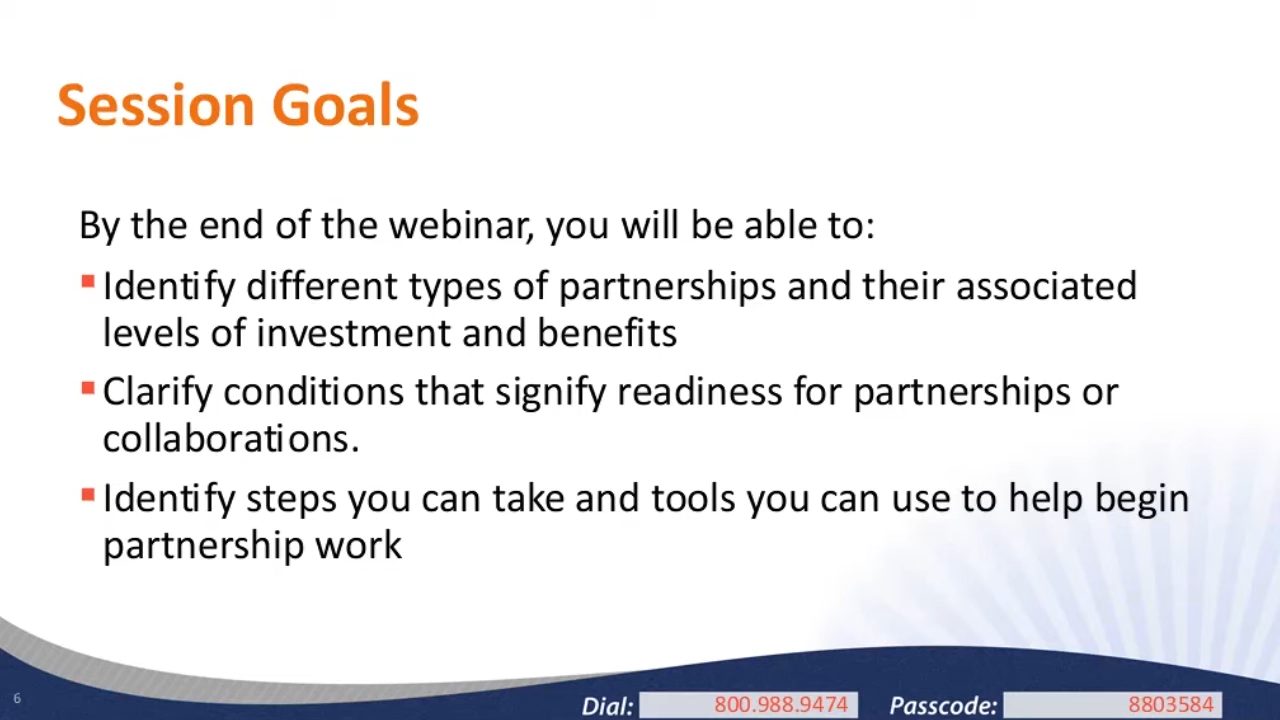 Session Goals
By the end of the webinar, you will be able to:
Identify different types of partnerships and their associated
levels of investment and benefits
Clarify conditions that signify readiness for partnerships or
collaborations.
Identify steps you can take and tools you can use to help begin
partnership work
6
Dial: 800.988.9474 Passcode: 8803584